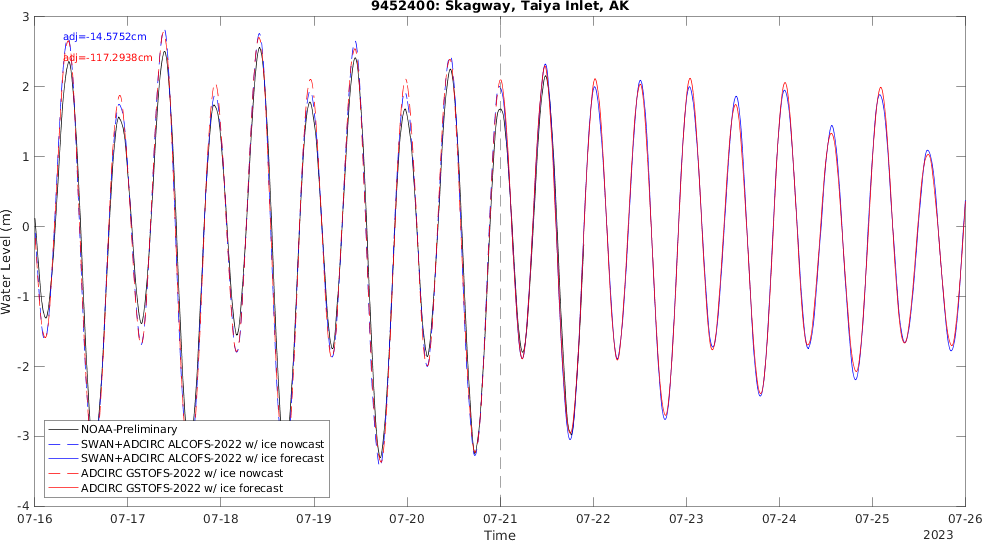 9452400: Skagway, Taiya Inlet, AK
adj=-14.5752cm
adj=-117.2938cm
Water Level (m)
3
2
1
0
-1
-2
-3
-4
NOAA-Preliminary
SWAN+ADCIRC ALCOFS-2022 w/ ice nowcast
SWAN+ADCIRC ALCOFS-2022 w/ ice forecast
ADCIRC GSTOFS-2022 w/ ice nowcast
ADCIRC GSTOFS-2022 w/ ice forecast
07-16 07-17 07-18 07-19 07-20 07-21 07-22 07-23 07-24 07-25 07-26
Time
2023